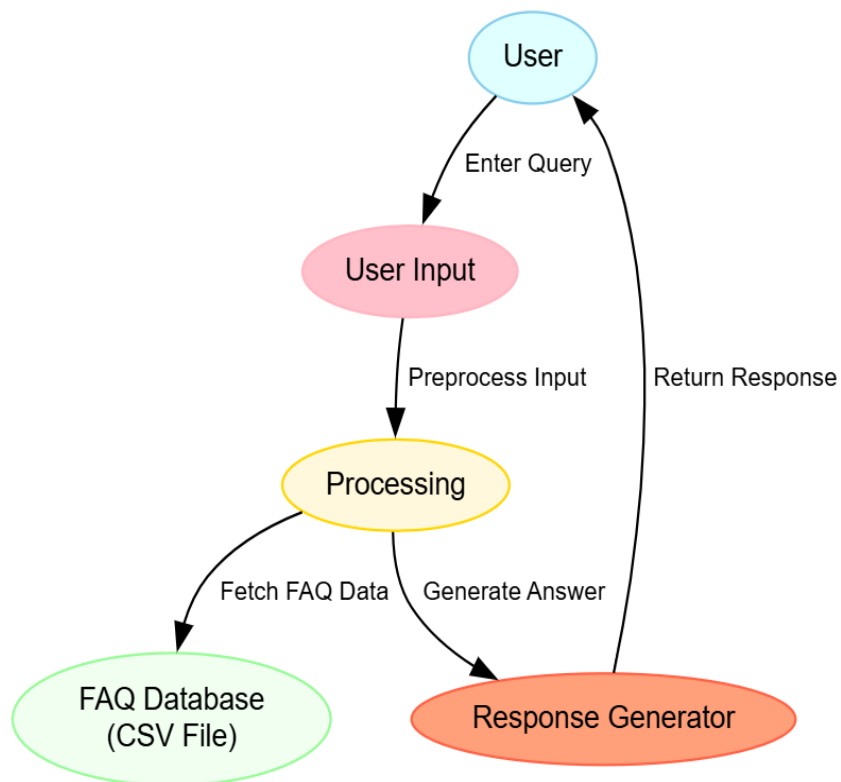 User
Enter Query
User Input
Preprocess Input
Return Response
Processing
Fetch FAQ Data
Generate Answer
FAQ Database
(CSV File)
Response Generator